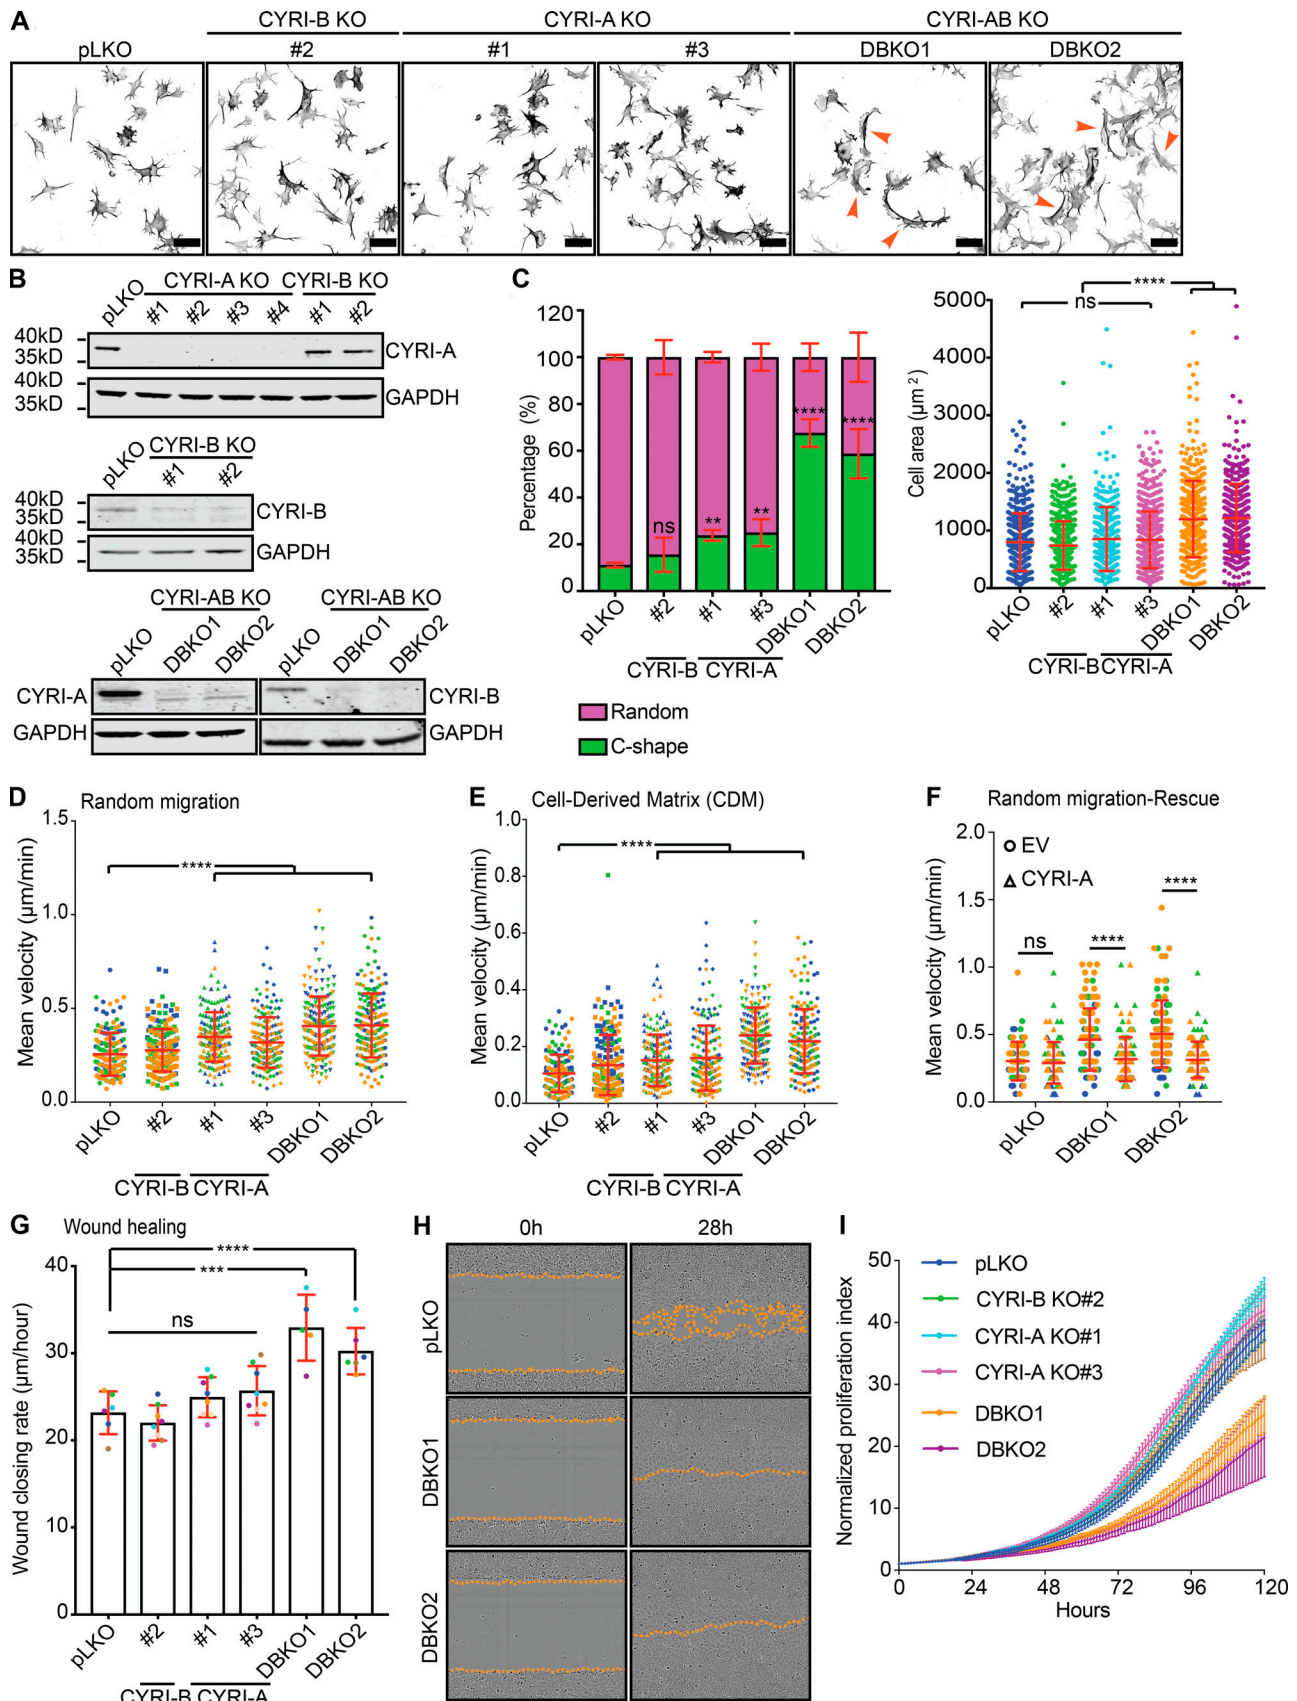 A
CYRI-B KO
CYRI-A KO
CYRI-AB KO
pLKO
#2
#1
#3
DBKO1
DBKO2
B
pLKO
CYRI-A KO
CYRI-B KO
#1
#2
#3
#4
#1
#2
40kD
35kD
CYRI-A
40kD
35kD
GAPDH
pLKO
CYRI-B KO
#1
#2
40kD
35kD
CYRI-B
40kD
35kD
GAPDH
CYRI-AB KO
CYRI-AB KO
pLKO
DBKO1
DBKO2
pLKO
DBKO1
DBKO2
CYRI-A
CYRI-B
GAPDH
GAPDH
C
Percentage (%)
120
100
80
60
40
20
0
ns
**
**
****
****
pLKO
#2
#1
#3
DBKO1
DBKO2
CYRI-B
CYRI-A
Random
C-shape
Cell area (µm²)
5000
4000
3000
2000
1000
0
****
ns
pLKO
#2
#1
#3
DBKO1
DBKO2
CYRI-B
CYRI-A
D
Random migration
Mean velocity (µm/min)
1.5
1.0
0.5
0.0
****
pLKO
#2
#1
#3
DBKO1
DBKO2
CYRI-B
CYRI-A
E
Cell-Derived Matrix (CDM)
Mean velocity (µm/min)
1.0
0.8
0.6
0.4
0.2
0.0
****
pLKO
#2
#1
#3
DBKO1
DBKO2
CYRI-B
CYRI-A
F
Random migration-Rescue
Mean velocity (µm/min)
2.0
1.5
1.0
0.5
0.0
EV
CYRI-A
ns
****
****
pLKO
DBKO1
DBKO2
G
Wound healing
Wound closing rate (µm/hour)
40
30
20
10
0
****
***
ns
pLKO
#2
#1
#3
DBKO1
DBKO2
CYRI-B
CYRI-A
H
0h
28h
pLKO
DBKO1
DBKO2
I
Normalized proliferation index
50
40
30
20
10
0
pLKO
CYRI-B KO#2
CYRI-A KO#1
CYRI-A KO#3
DBKO1
DBKO2
0
24
48
72
96
120
Hours